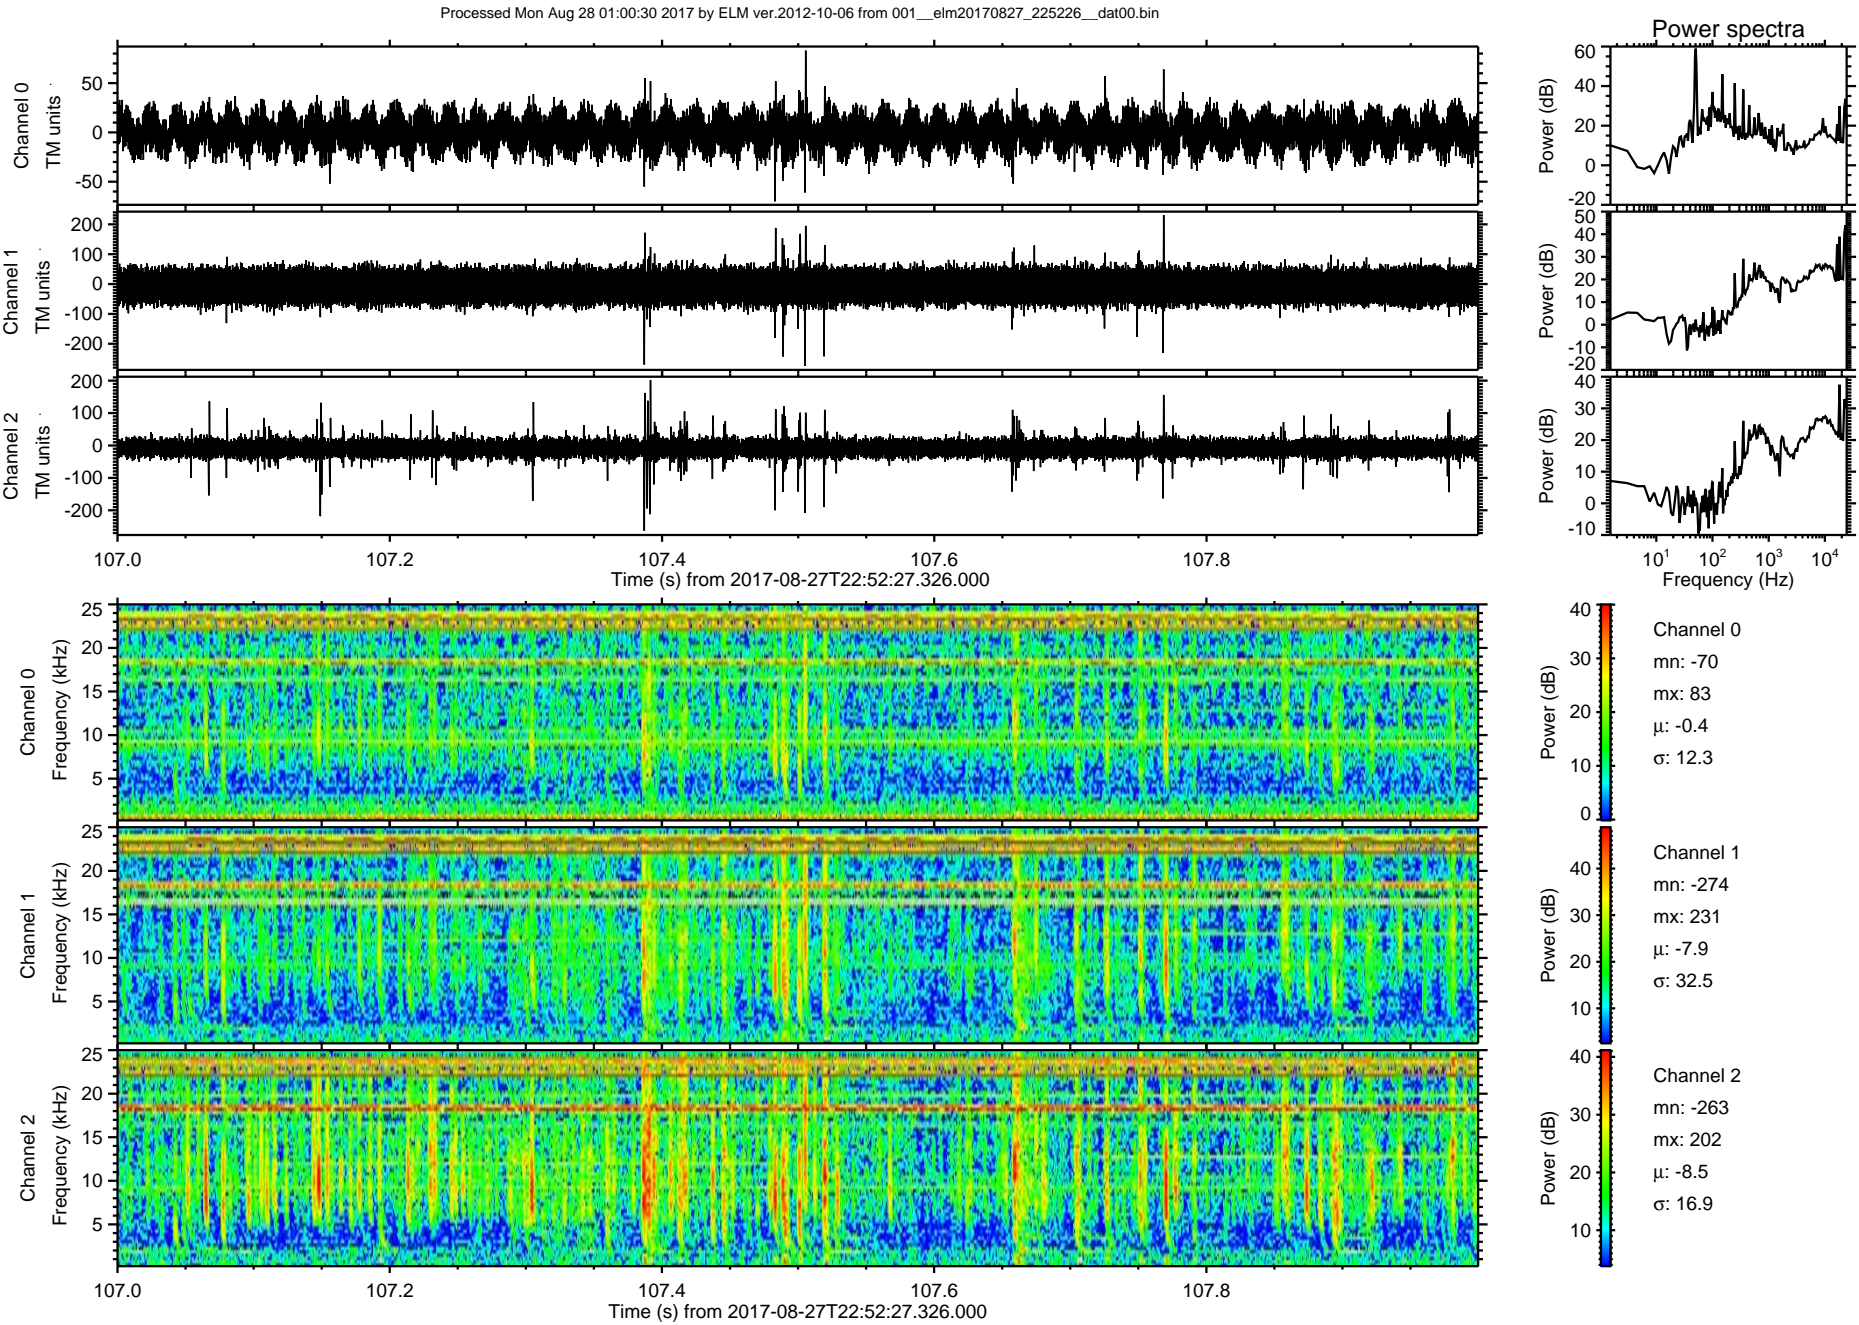 Processed Mon Aug 28 01:00:30 2017 by ELM ver.2012-10-06 from 001__elm20170827_225226__dat00.bin
Power spectra
Channel 0
TM units
50
0
-50
Power (dB)
60
40
20
0
-20
Channel 1
TM units
200
100
0
-100
-200
Power (dB)
50
40
30
20
10
0
-10
-20
Channel 2
TM units
200
100
0
-100
-200
Power (dB)
40
30
20
10
0
-10
107.0 107.2 107.4 107.6 107.8
Time (s) from 2017-08-27T22:52:27.326.000
10^1 10^2 10^3 10^4
Frequency (Hz)
Channel 0
Frequency (kHz)
25
20
15
10
5
Power (dB)
40
30
20
10
0
Channel 0
mn: -70
mx: 83
μ: -0.4
σ: 12.3
Channel 1
Frequency (kHz)
25
20
15
10
5
Power (dB)
40
30
20
10
Channel 1
mn: -274
mx: 231
μ: -7.9
σ: 32.5
Channel 2
Frequency (kHz)
25
20
15
10
5
Power (dB)
40
30
20
10
Channel 2
mn: -263
mx: 202
μ: -8.5
σ: 16.9
107.0 107.2 107.4 107.6 107.8
Time (s) from 2017-08-27T22:52:27.326.000